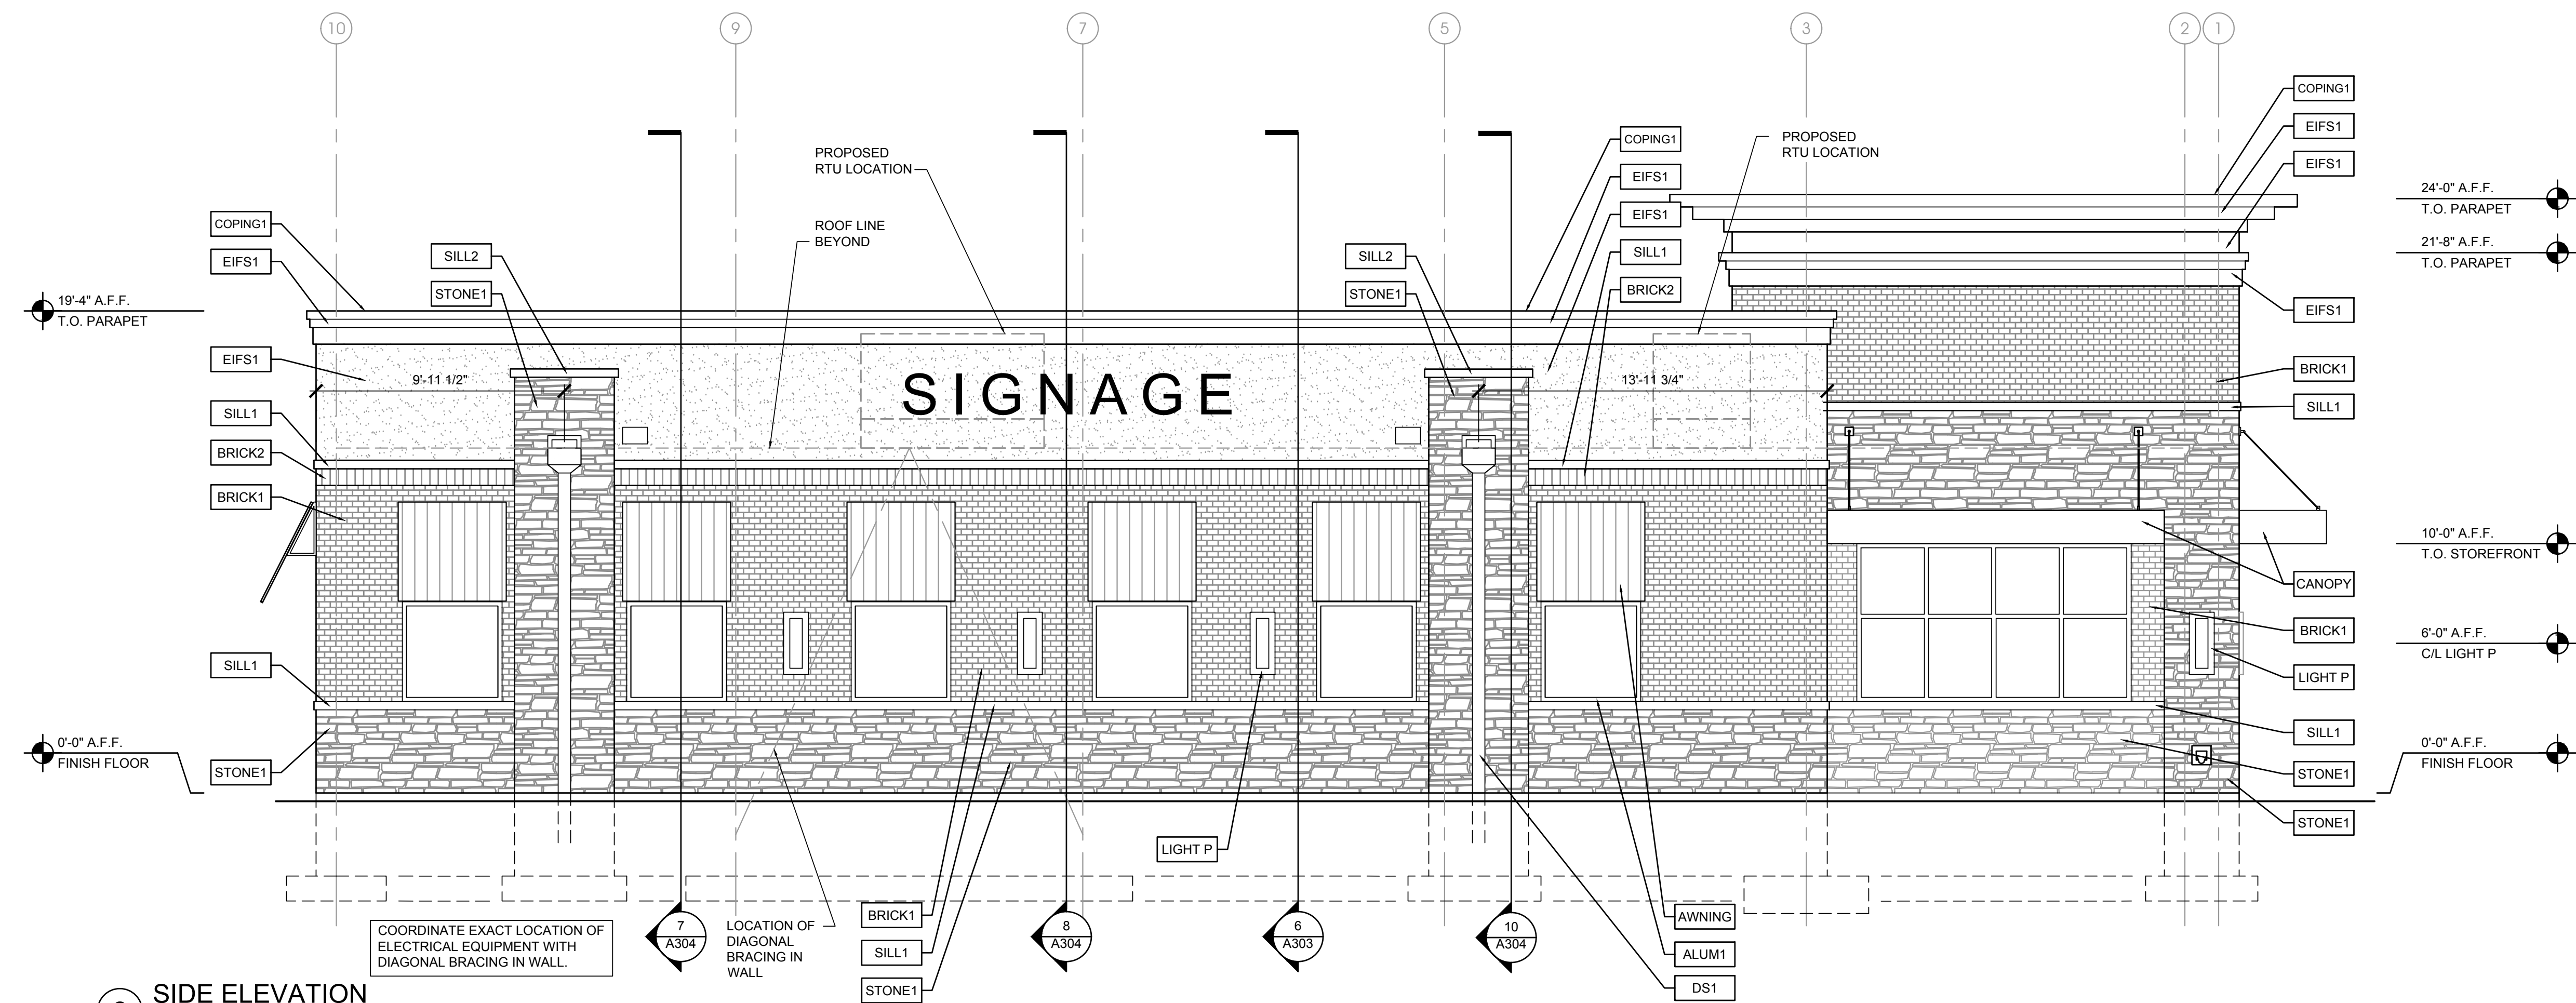 10
9
7
5
3
2
1
COPING1
EIFS1
EIFS1
COPING1
EIFS1
EIFS1
SILL1
BRICK2
PROPOSED
RTU LOCATION
PROPOSED
RTU LOCATION
24'-0" A.F.F.
T.O. PARAPET
21'-8" A.F.F.
T.O. PARAPET
COPING1
EIFS1
SILL2
STONE1
ROOF LINE
BEYOND
SILL2
STONE1
19'-4" A.F.F.
T.O. PARAPET
EIFS1
EIFS1
9'-11 1/2"
SIGNAGE
13'-11 3/4"
BRICK1
SILL1
SILL1
BRICK2
BRICK1
10'-0" A.F.F.
T.O. STOREFRONT
CANOPY
BRICK1
6'-0" A.F.F.
C/L LIGHT P
LIGHT P
SILL1
SILL1
0'-0" A.F.F.
FINISH FLOOR
STONE1
0'-0" A.F.F.
FINISH FLOOR
STONE1
STONE1
LIGHT P
COORDINATE EXACT LOCATION OF
ELECTRICAL EQUIPMENT WITH
DIAGONAL BRACING IN WALL.
7
A304
LOCATION OF
DIAGONAL
BRACING IN
WALL
BRICK1
SILL1
STONE1
8
A304
6
A303
10
A304
AWNING
ALUM1
DS1
SIDE ELEVATION